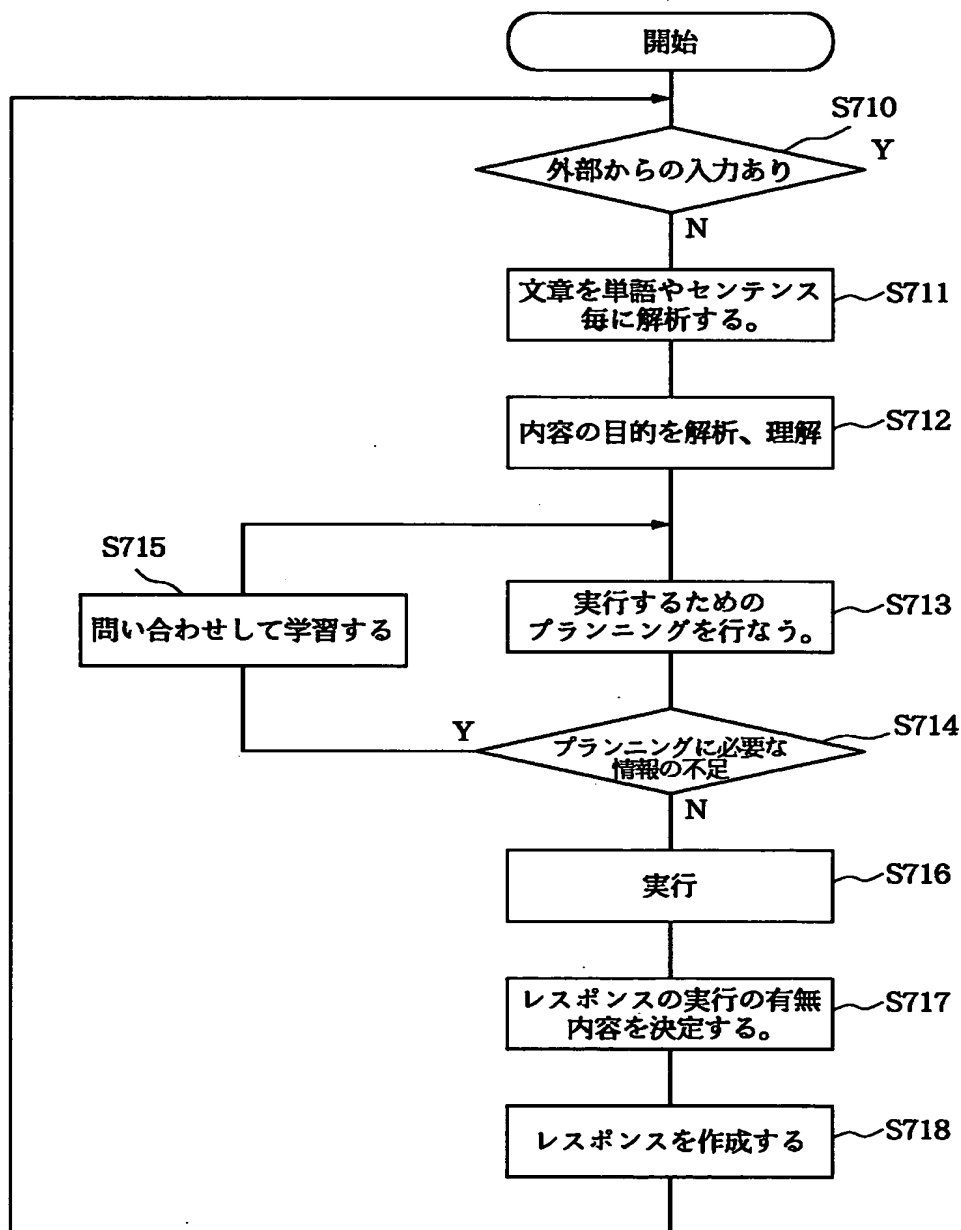 開始
S710
外部からの入力あり
Y
N
文章を単語やセンテンス
毎に解析する。
S711
内容の目的を解析、理解
S712
S715
問い合わせして学習する
実行するための
プランニングを行なう。
S713
Y
プランニングに必要な
情報の不足
S714
N
実行
S716
レスポンスの実行の有無
内容を決定する。
S717
レスポンスを作成する
S718